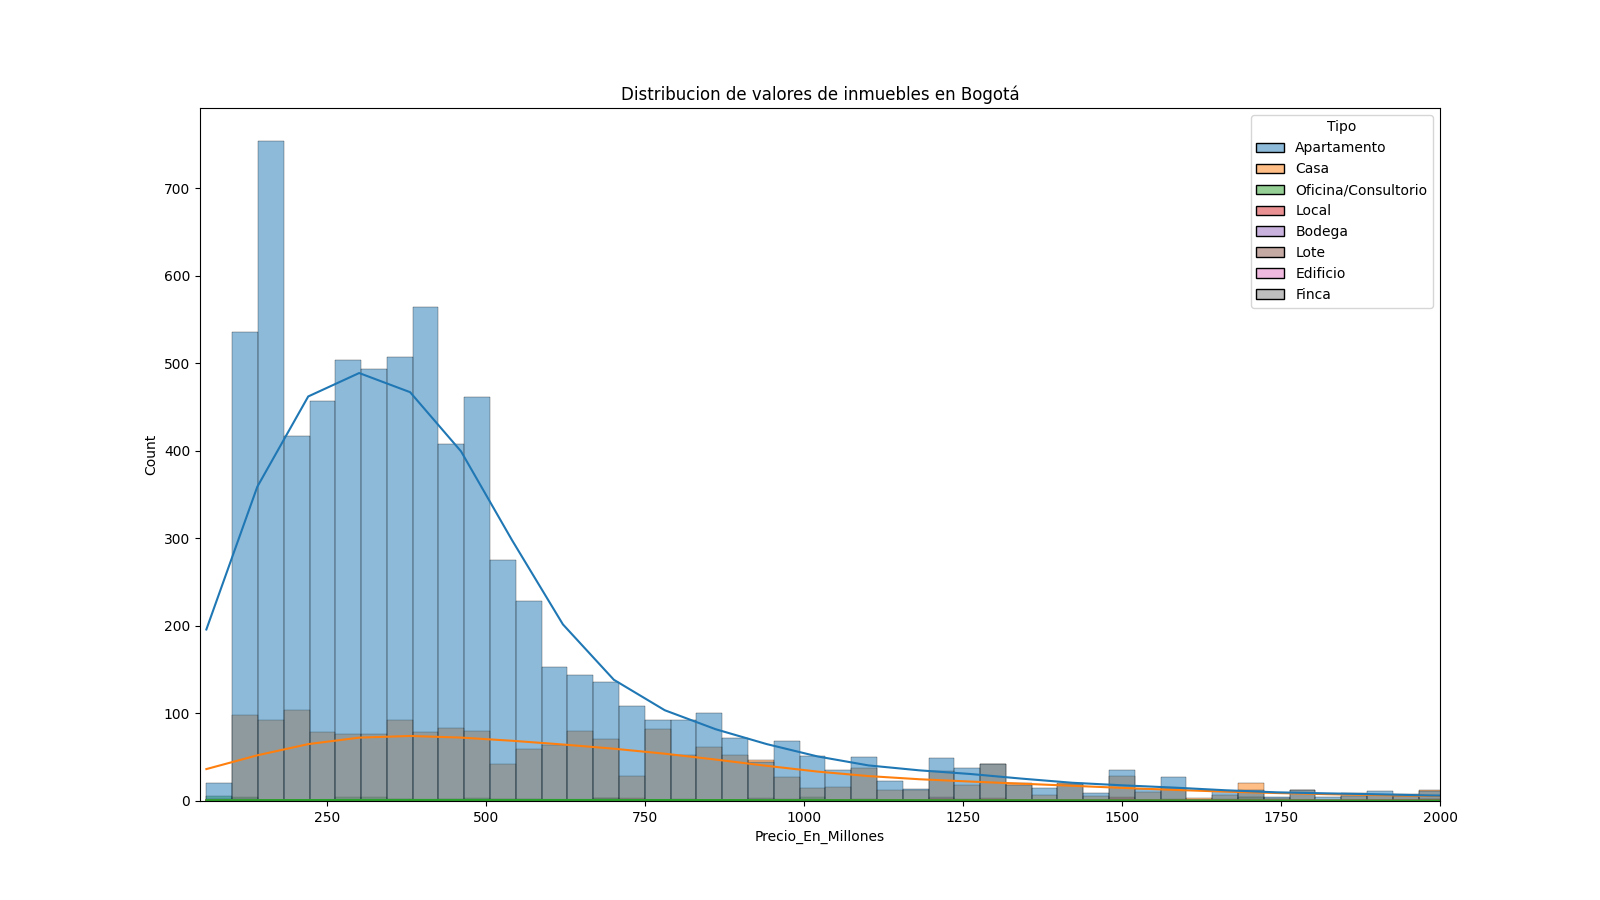 Distribucion de valores de inmuebles en Bogotá
Tipo
Apartamento
Casa
Oficina/Consultorio
Local
Bodega
Lote
Edificio
Finca
Count
700
600
500
400
300
200
100
0
250
500
750
1000
1250
1500
1750
2000
Precio_En_Millones